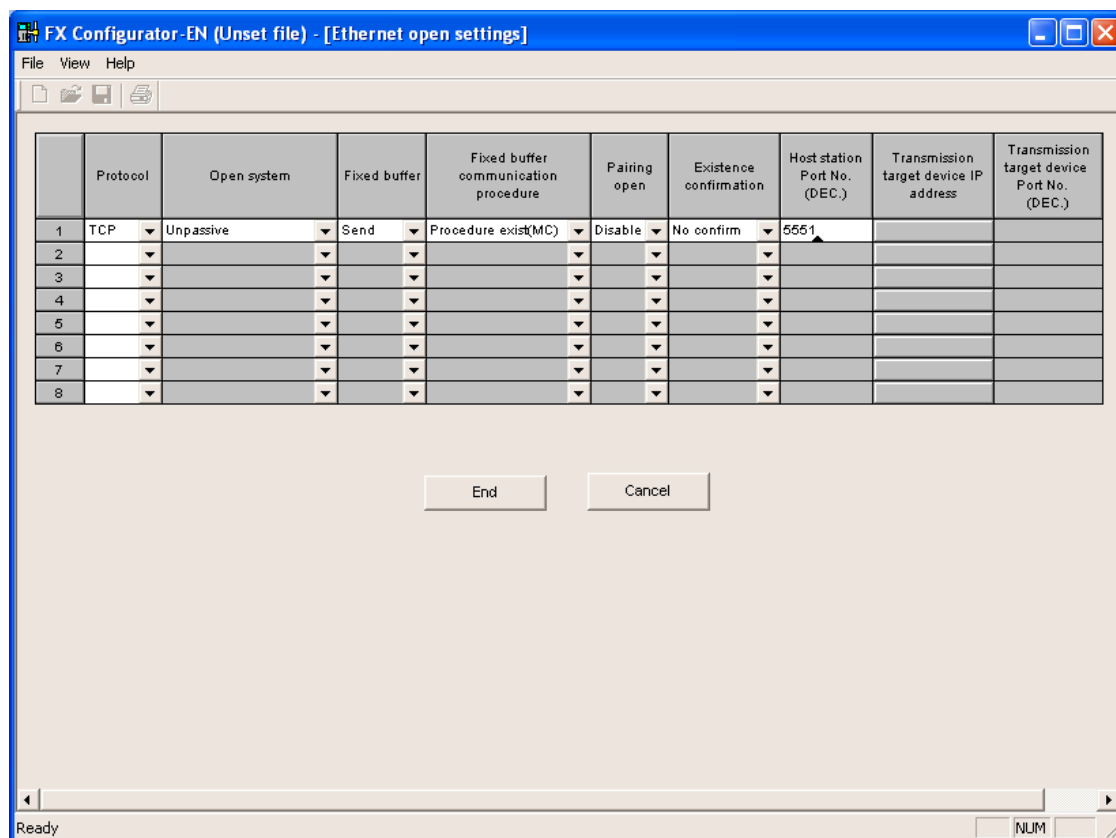 FX Configurator-EN (Unset file) - [Ethernet open settings]
File View Help
Protocol
Open system
Fixed buffer
Fixed buffer
communication
procedure
Pairing
open
Existence
confirmation
Host station
Port No.
(DEC.)
Transmission
target device IP
address
Transmission
target device
Port No.
(DEC.)
1 TCP Unpassive Send Procedure exist(MC) Disable No confirm 5551
2
3
4
5
6
7
8
End Cancel
Ready NUM